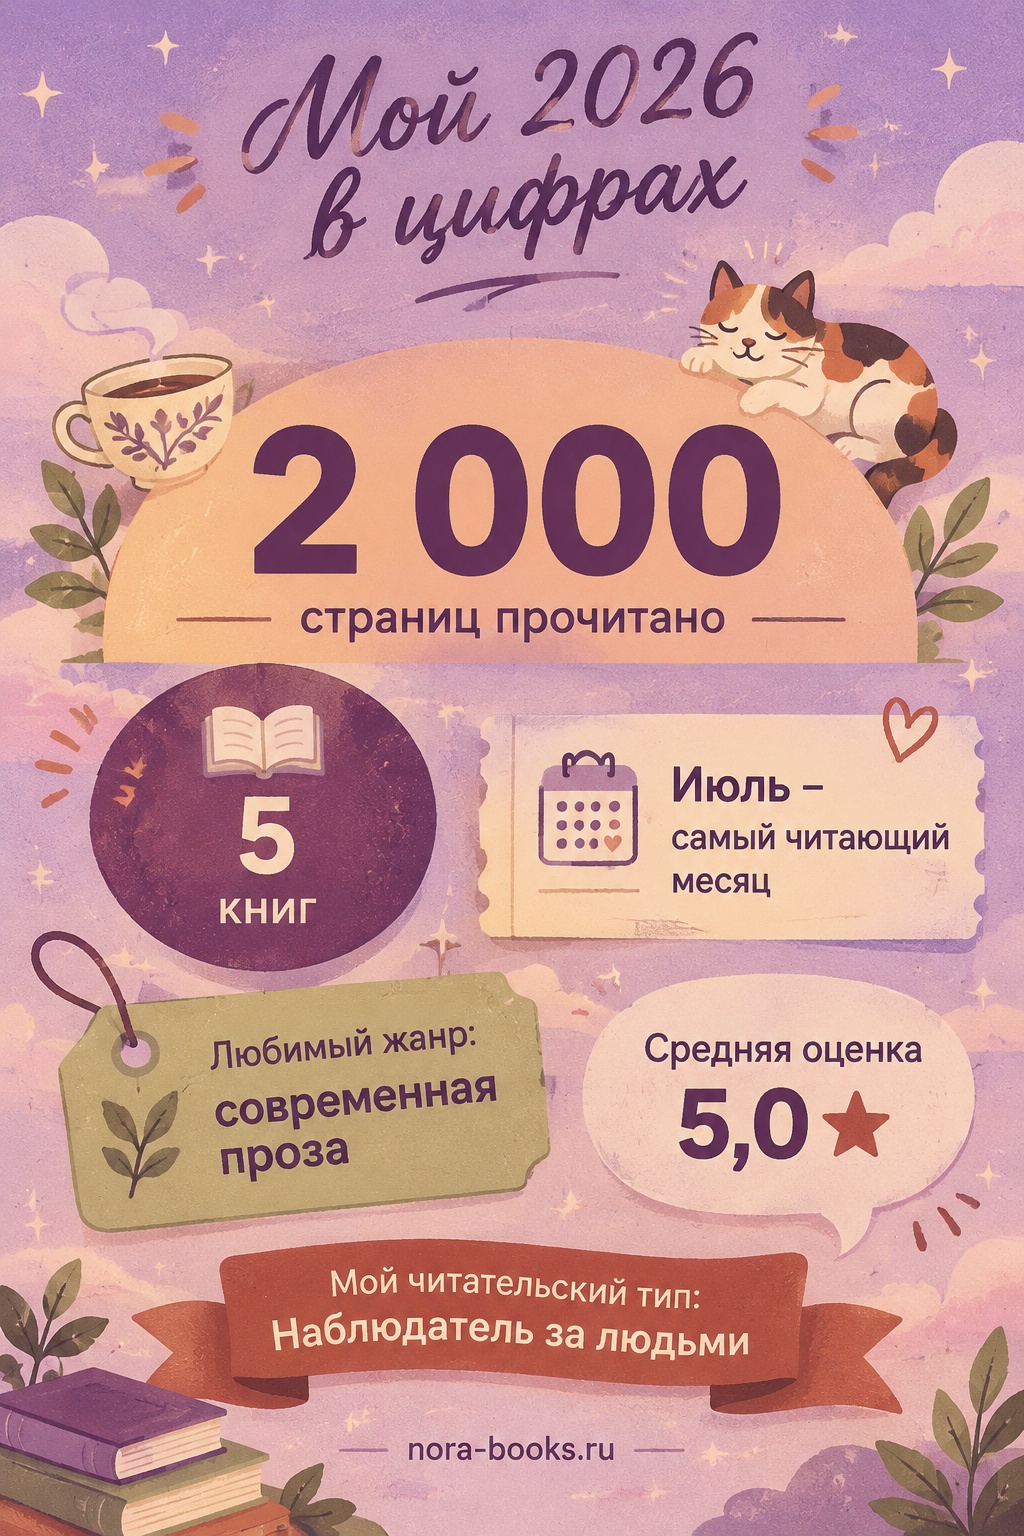 Мой 2026
в цифрах
2 000
страниц прочитано
5
книг
Июль –
самый читающий
месяц
Любимый жанр:
современная
проза
Средняя оценка
5,0
Мой читательский тип:
Наблюдатель за людьми
nora-books.ru